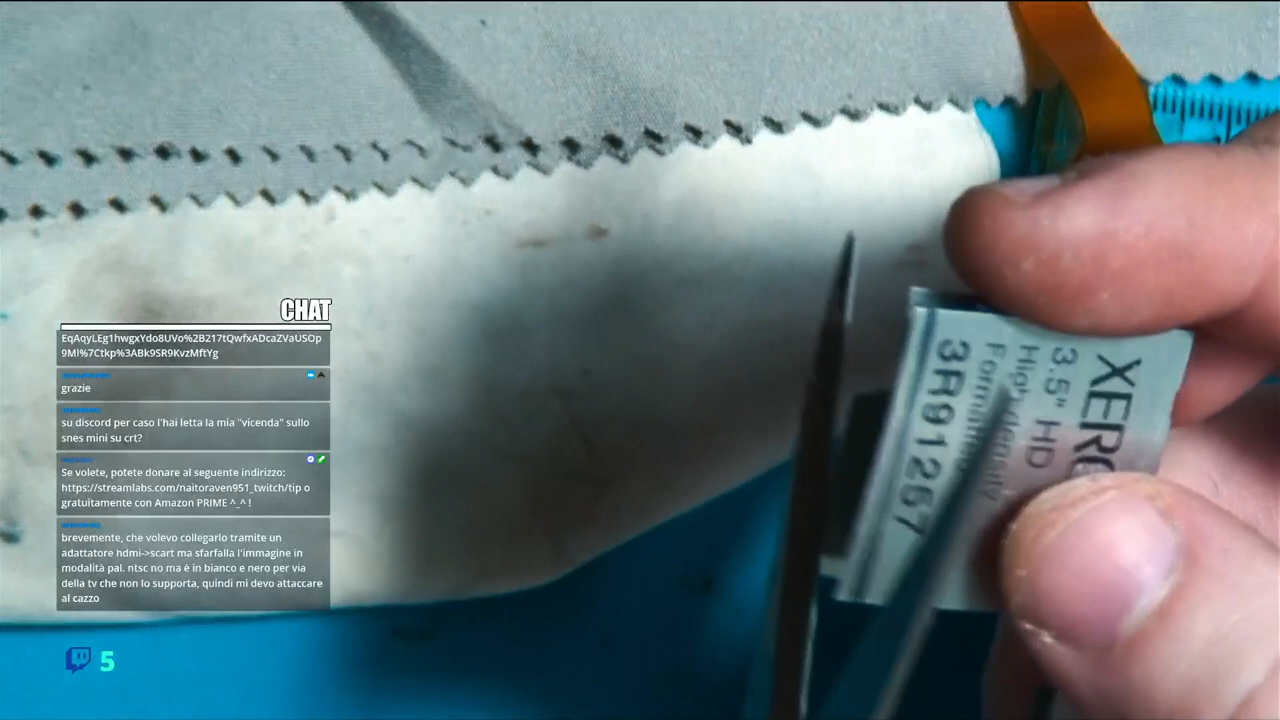 CHAT
EqAqyLEg1hwgxYdo8UVo%2B217tQwfxADcaZVaUSOp
9Ml%7Ctkp%3ABk9SR9KvzMftYg
grazie
su discord per caso l'hai letta la mia "vicenda" sullo
snes mini su crt?
Se volete, potete donare al seguente indirizzo:
https://streamlabs.com/naitoraven951_twitch/tip o
gratuitamente con Amazon PRIME ^_^ !
brevemente, che volevo collegarlo tramite un
adattatore hdmi->scart ma sfarfalla l'immagine in
modalità pal. ntsc no ma è in bianco e nero per via
della tv che non lo supporta, quindi mi devo attaccare
al cazzo
5
XERO
3.5" HD
3R91267